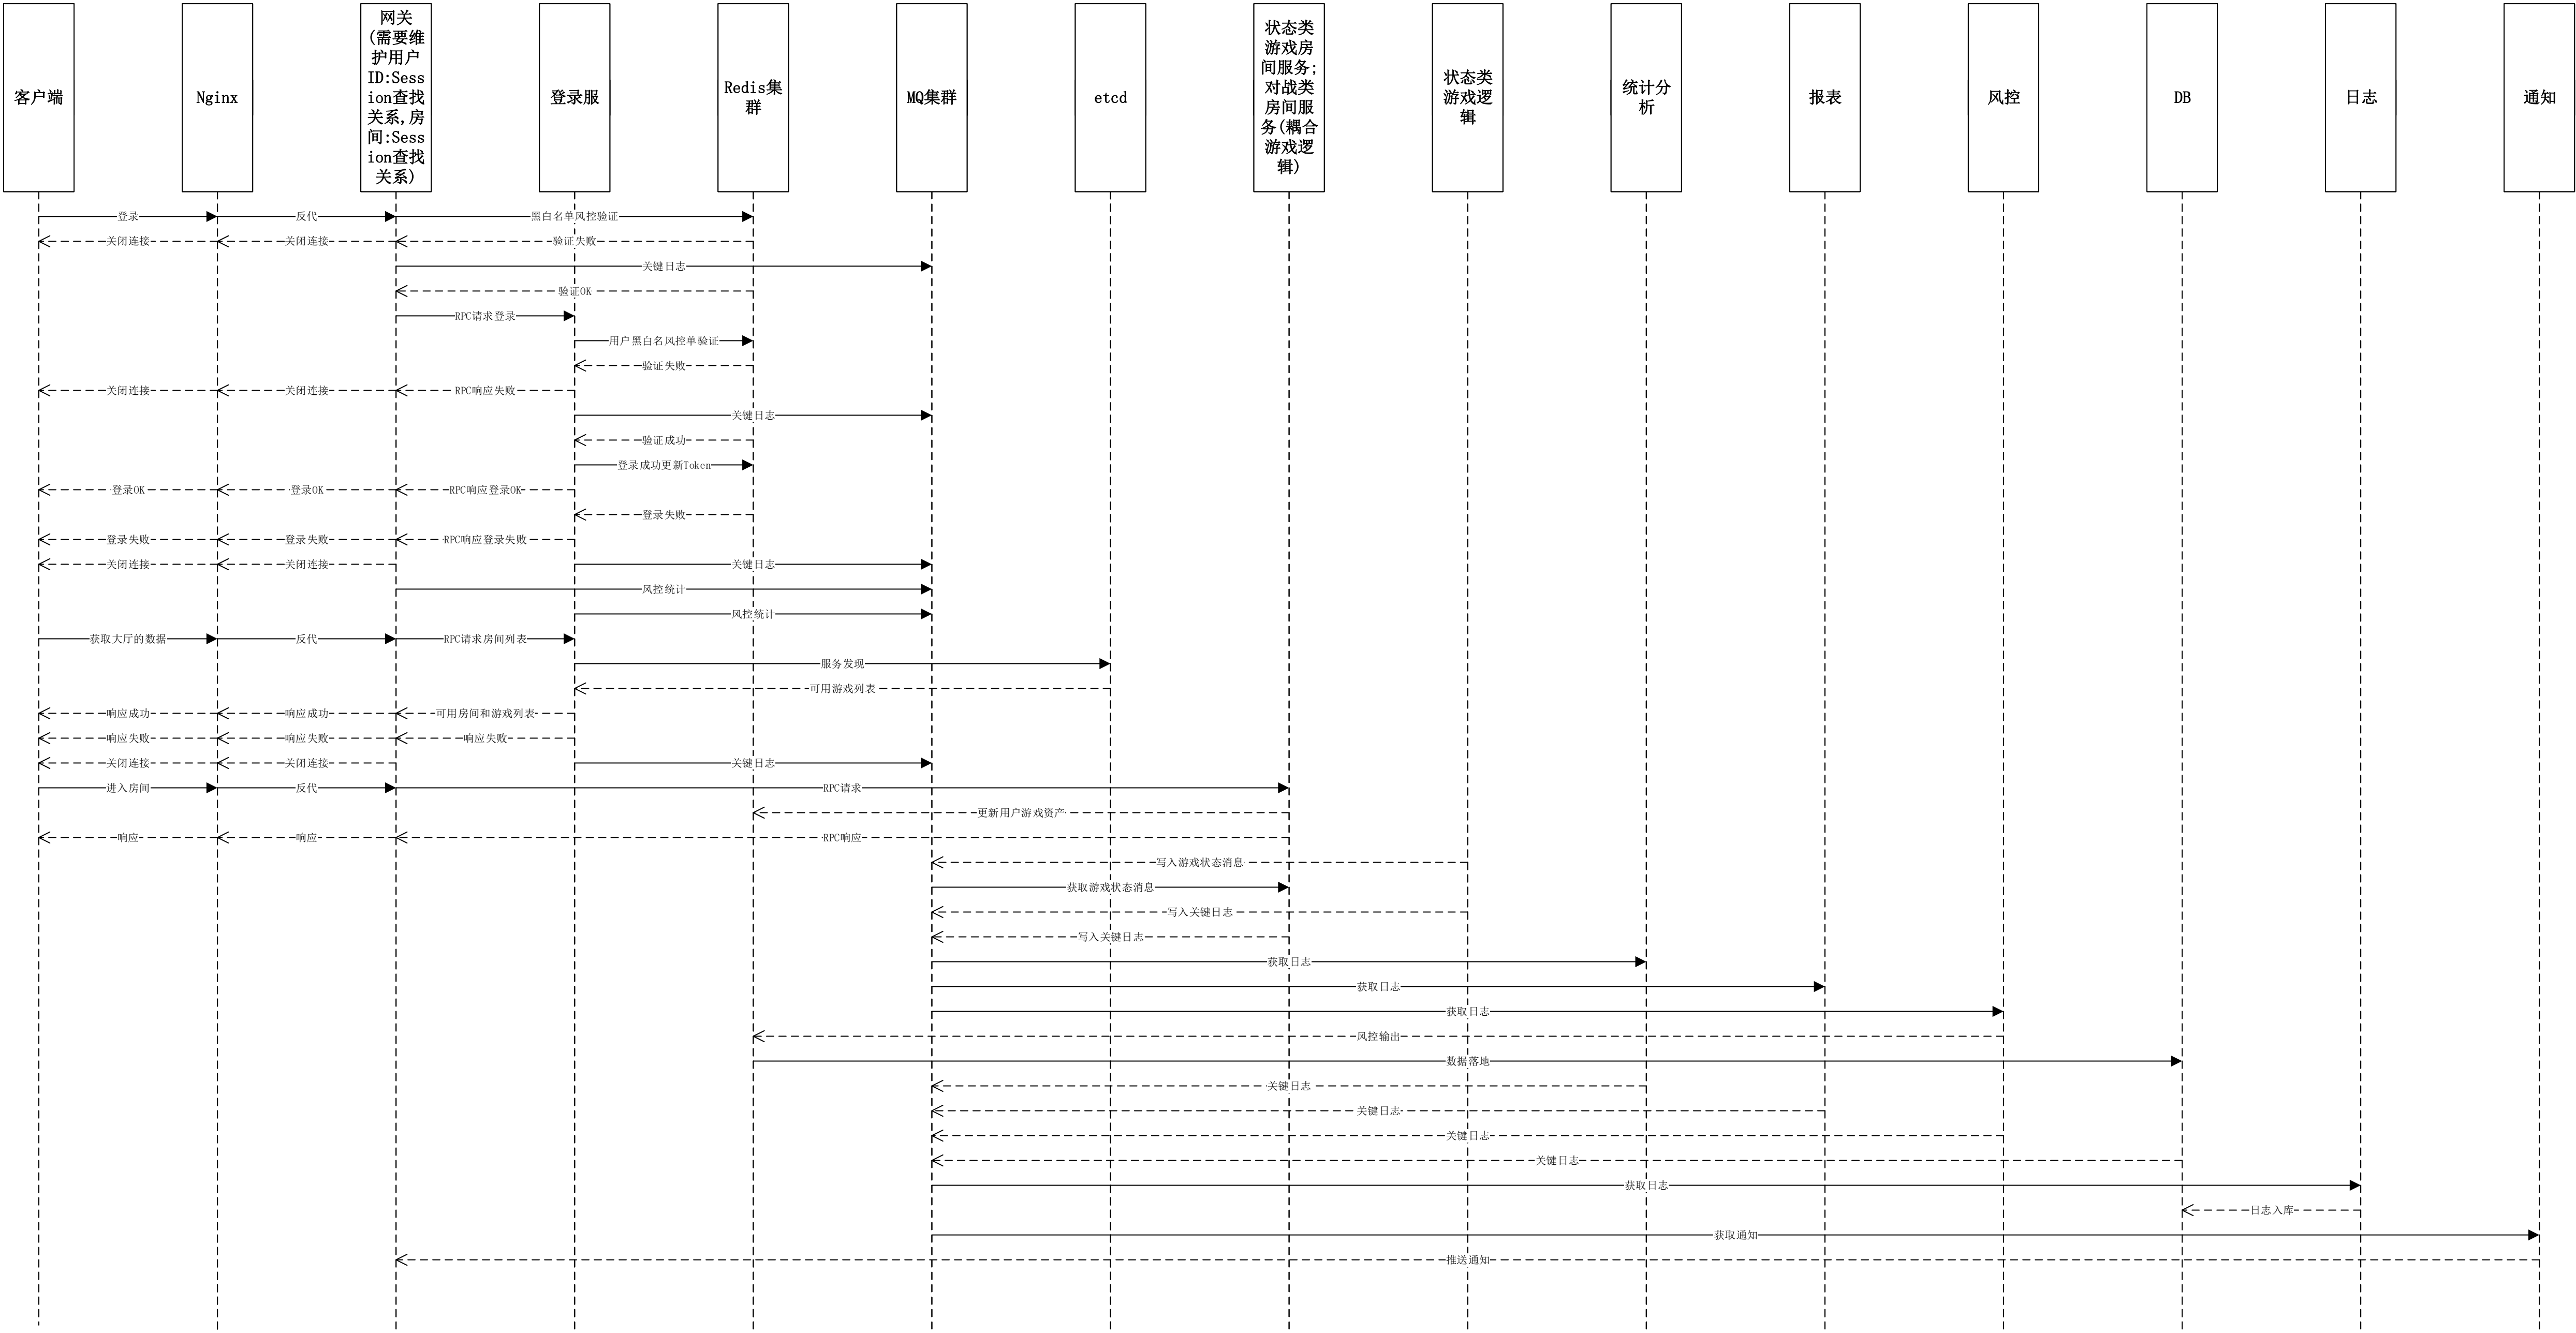 客户端
Nginx
网关
(需要维
护用户
ID:Sess
ion查找
关系,房
间:Sess
ion查找
关系)
登录服
Redis集
群
MQ集群
etcd
状态类
游戏房
间服务;
对战类
房间服
务(耦合
游戏逻
辑)
状态类
游戏逻
辑
统计分
析
报表
风控
DB
日志
通知
登录
反代
黑白名单风控验证
关闭连接
关闭连接
验证失败
关键日志
验证OK
RPC请求登录
用户黑白名风控单验证
验证失败
关闭连接
关闭连接
RPC响应失败
关键日志
验证成功
登录成功更新Token
登录OK
登录OK
RPC响应登录OK
登录失败
登录失败
登录失败
RPC响应登录失败
关闭连接
关闭连接
关键日志
风控统计
风控统计
获取大厅的数据
反代
RPC请求房间列表
服务发现
可用游戏列表
响应成功
响应成功
可用房间和游戏列表
响应失败
响应失败
响应失败
关闭连接
关闭连接
关键日志
进入房间
反代
RPC请求
更新用户游戏资产
响应
响应
RPC响应
写入游戏状态消息
获取游戏状态消息
写入关键日志
写入关键日志
获取日志
获取日志
获取日志
风控输出
数据落地
关键日志
关键日志
关键日志
关键日志
获取日志
日志入库
获取通知
推送通知